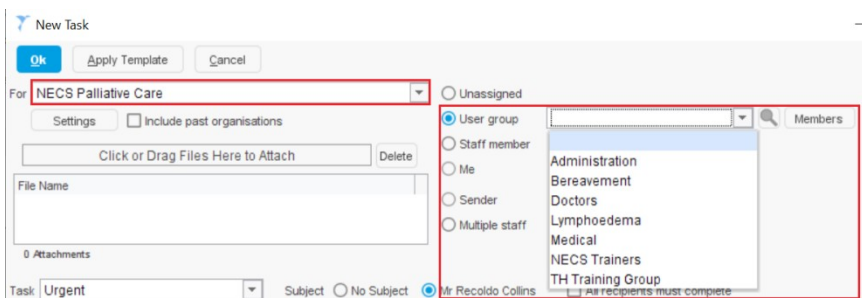 New Task
Ok Apply Template Cancel
For NECS Palliative Care
Unassigned
Settings Include past organisations
User group Members
Click or Drag Files Here to Attach Delete
Staff member
Me
File Name
Sender
Multiple staff
Administration
Bereavement
Doctors
Lymphoedema
Medical
NECS Trainers
TH Training Group
0 Attachments
Task Urgent Subject No Subject Mr Recoldo Collins All recipients must complete